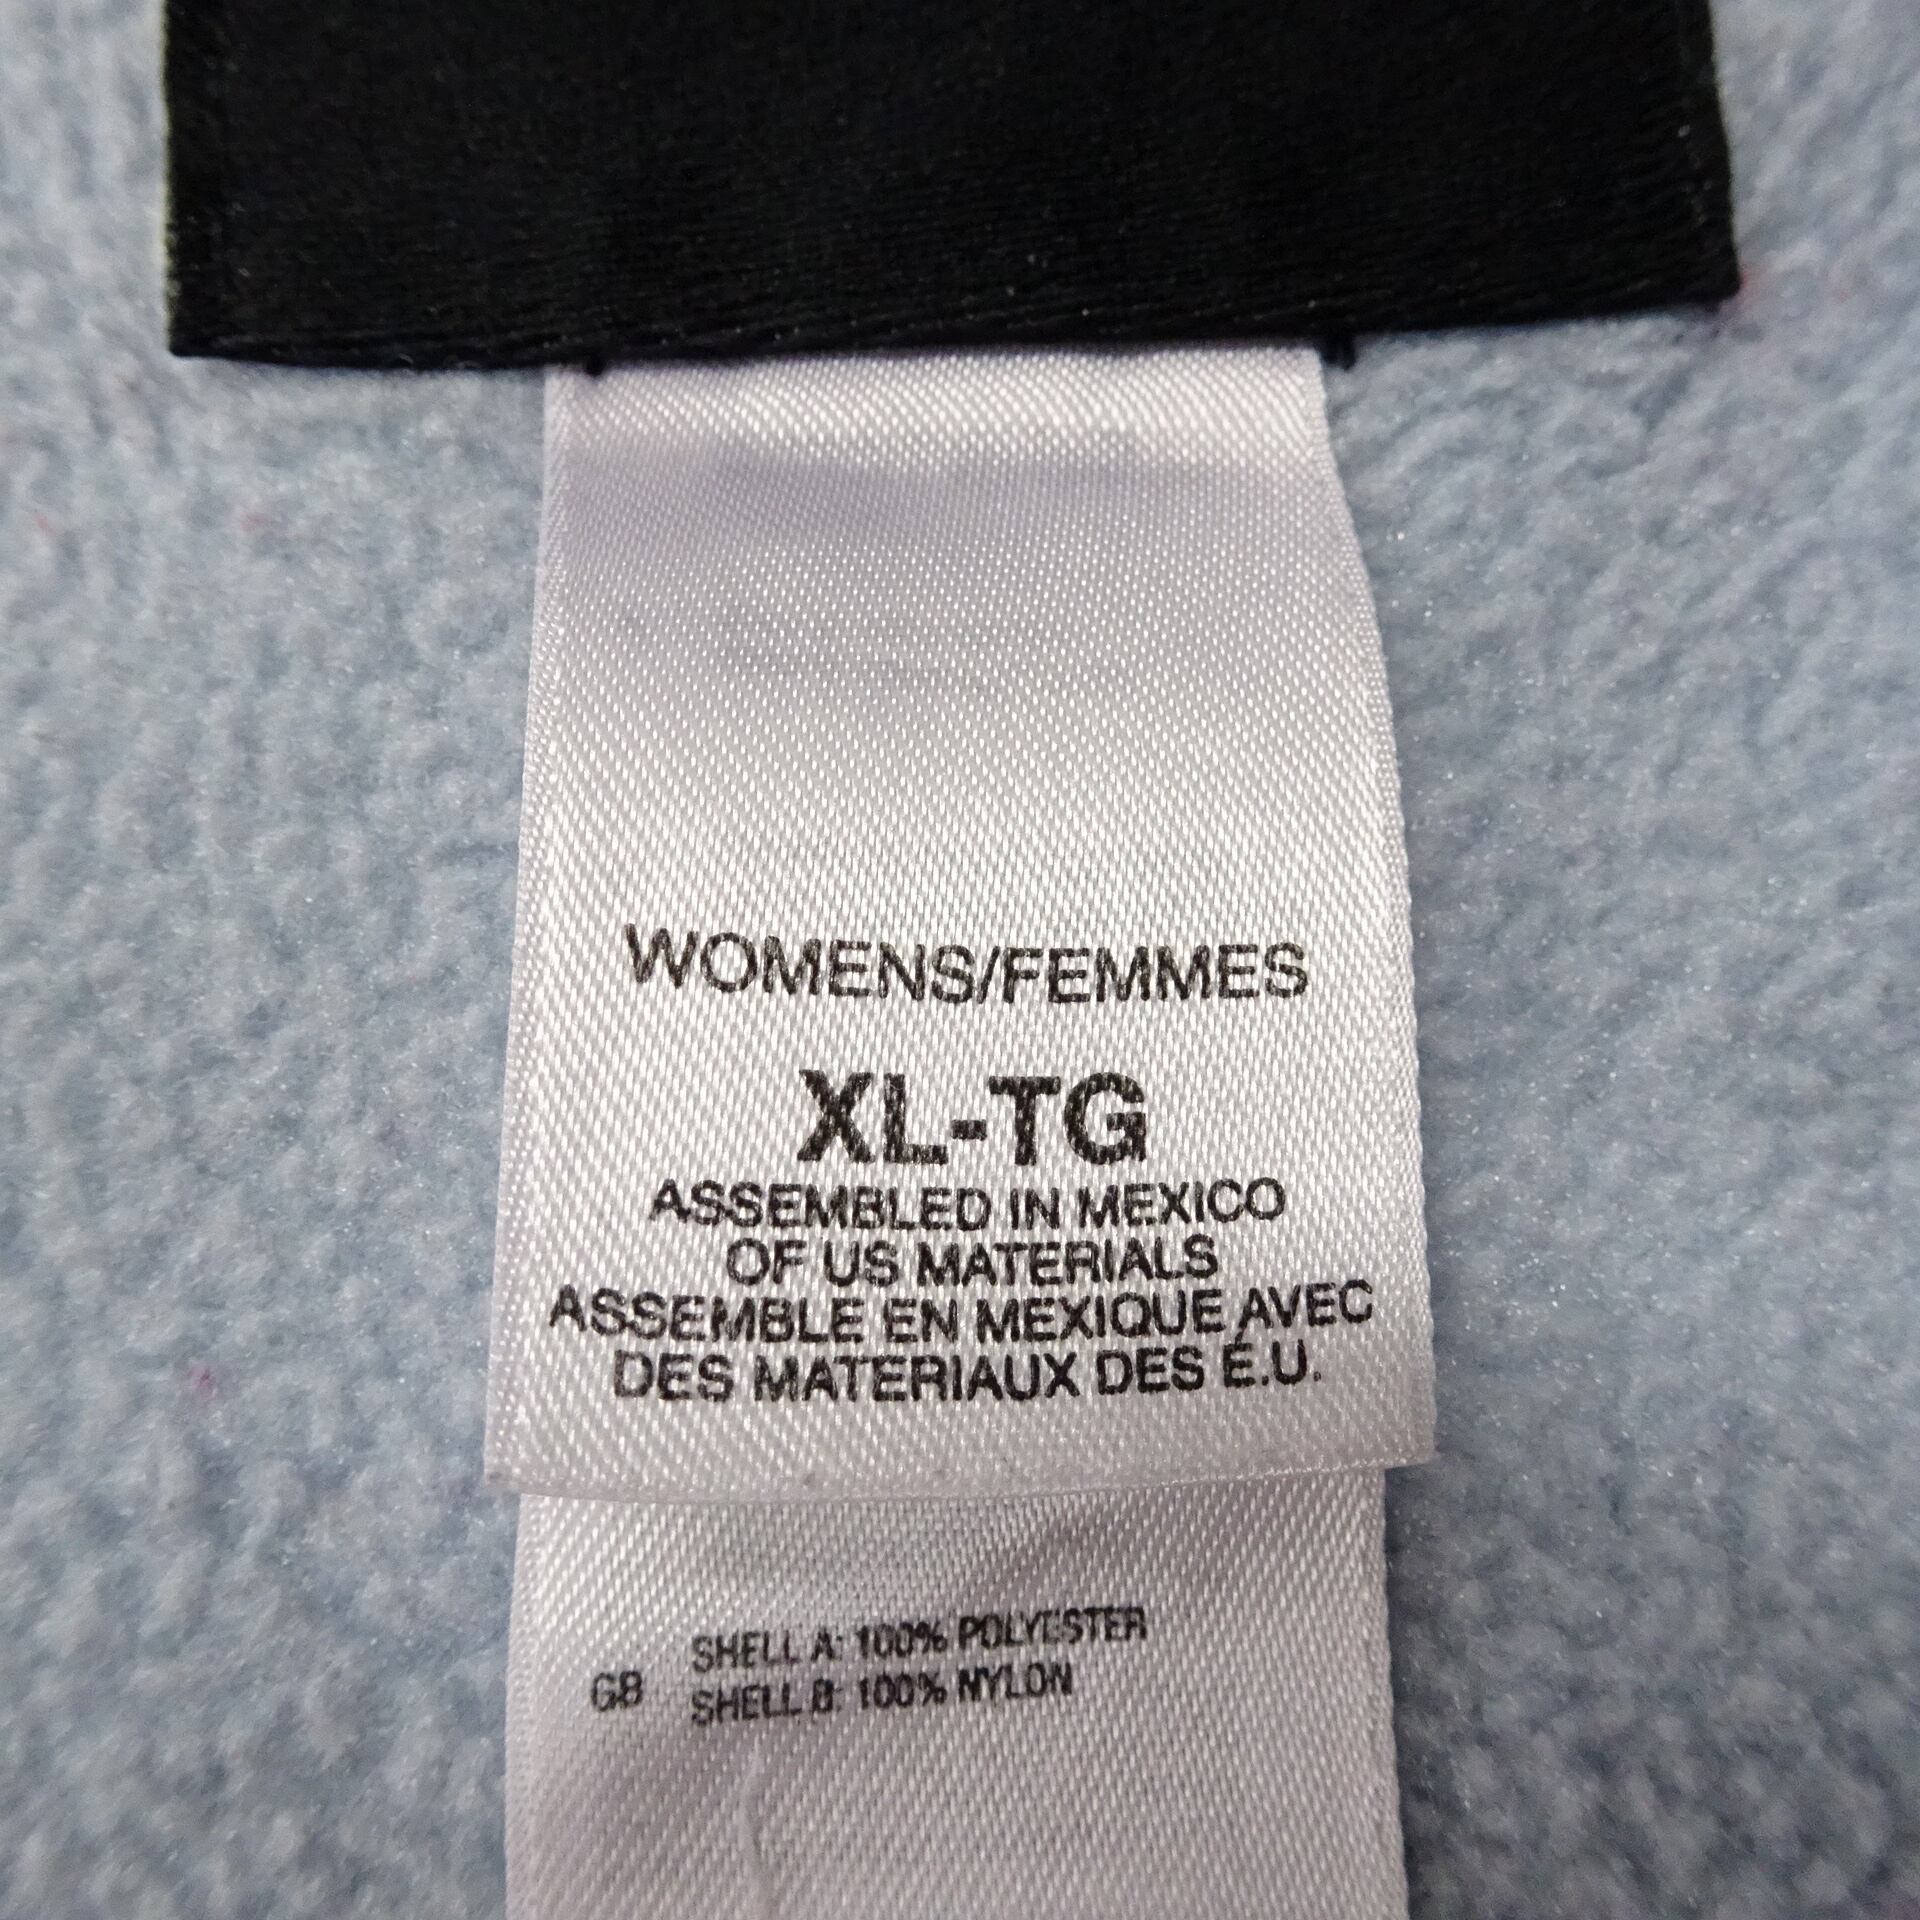 WOMENS/FEMMES
XL-TG
ASSEMBLED IN MEXICO
OF US MATERIALS
ASSEMBLE EN MEXIQUE AVEC
DES MATERIAUX DES É.U.
SHELL A: 100% POLYESTER
GB
SHELL B: 100% NYLON